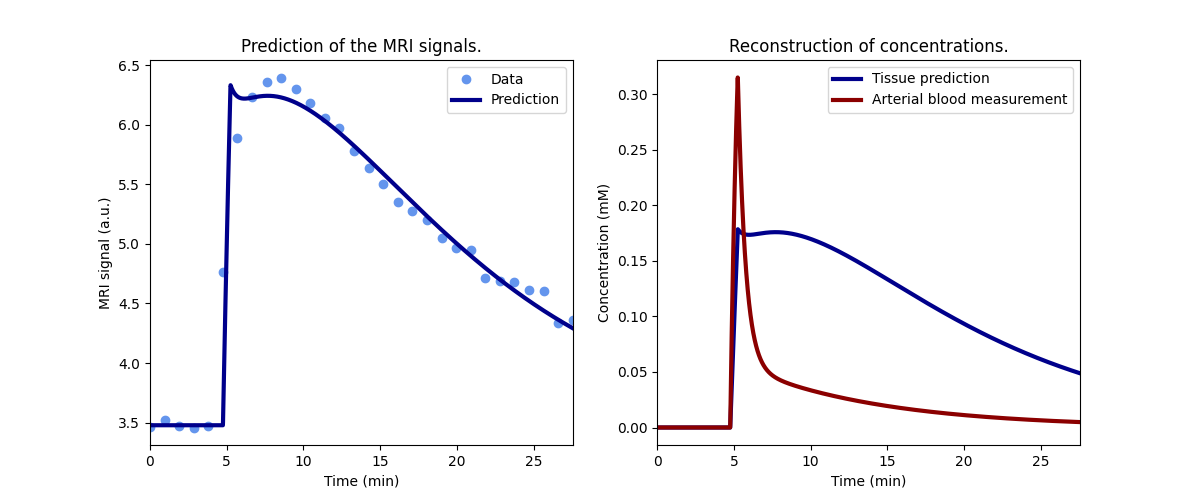 Prediction of the MRI signals.
MRI signal (a.u.)
6.5
6.0
5.5
5.0
4.5
4.0
3.5
Data
Prediction
0 5 10 15 20 25
Time (min)
Reconstruction of concentrations.
Concentration (mM)
0.30
0.25
0.20
0.15
0.10
0.05
0.00
Tissue prediction
Arterial blood measurement
0 5 10 15 20 25
Time (min)